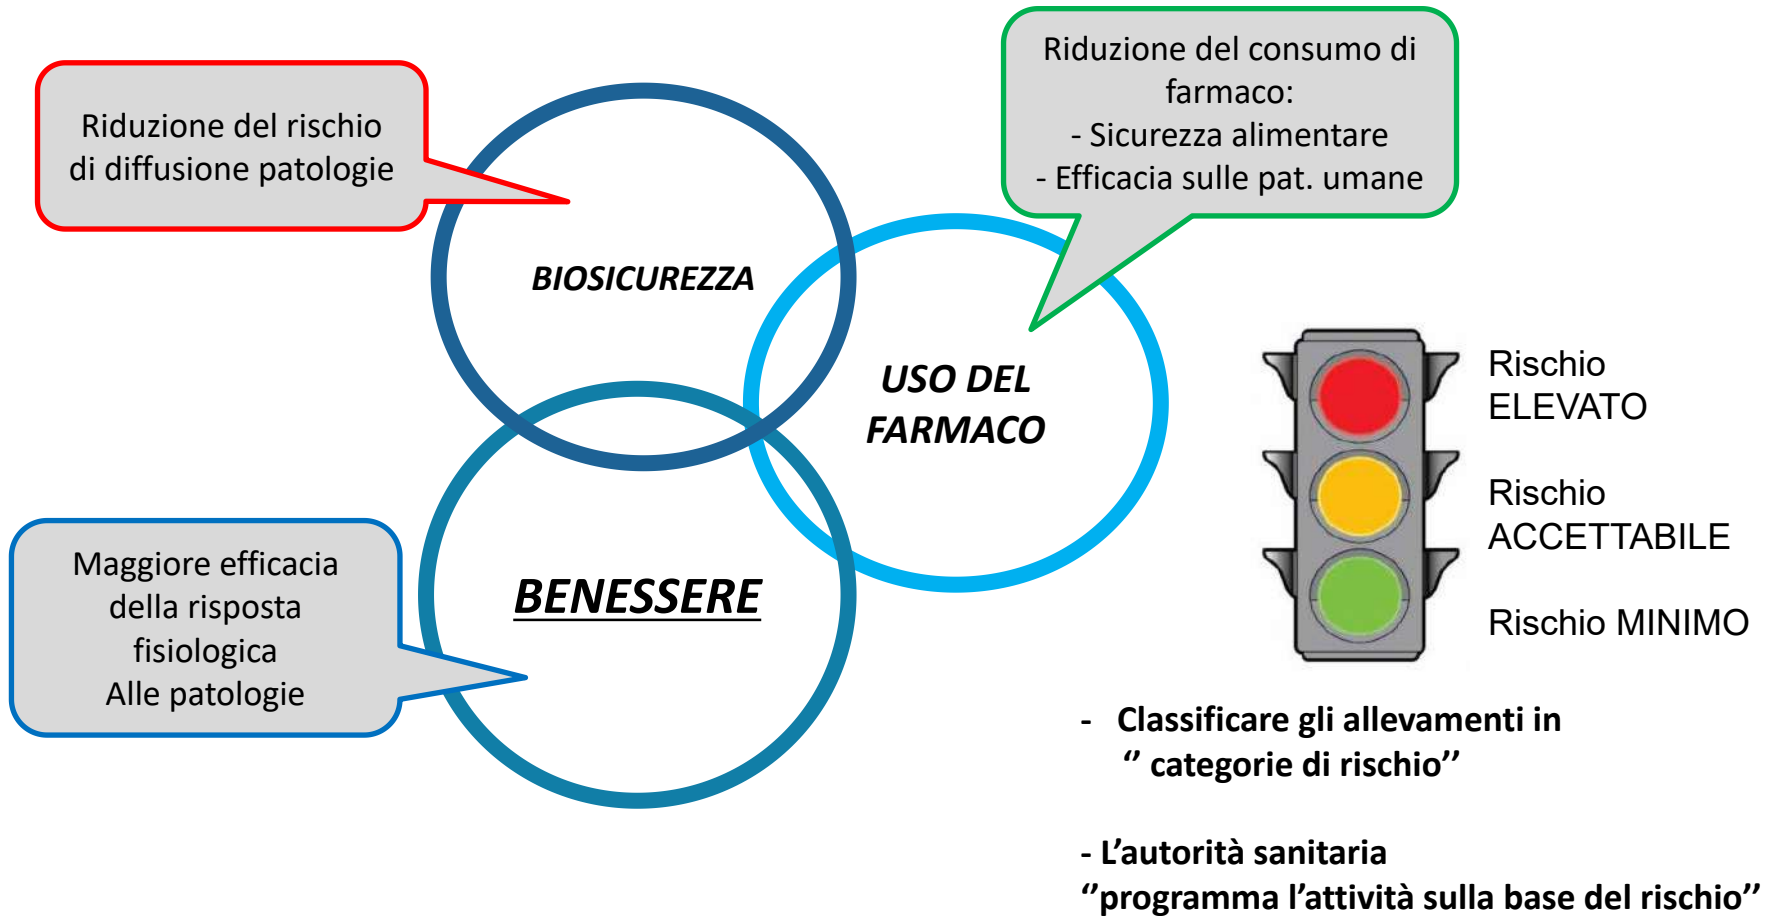 Riduzione del rischio
di diffusione patologie
Riduzione del consumo di
farmaco:
- Sicurezza alimentare
- Efficacia sulle pat. umane
BIOSICUREZZA
USO DEL
FARMACO
Maggiore efficacia
della risposta
fisiologica
Alle patologie
BENESSERE
Rischio
ELEVATO
Rischio
ACCETTABILE
Rischio MINIMO
- Classificare gli allevamenti in
‘’ categorie di rischio’’
- L’autorità sanitaria
‘’programma l’attività sulla base del rischio’’